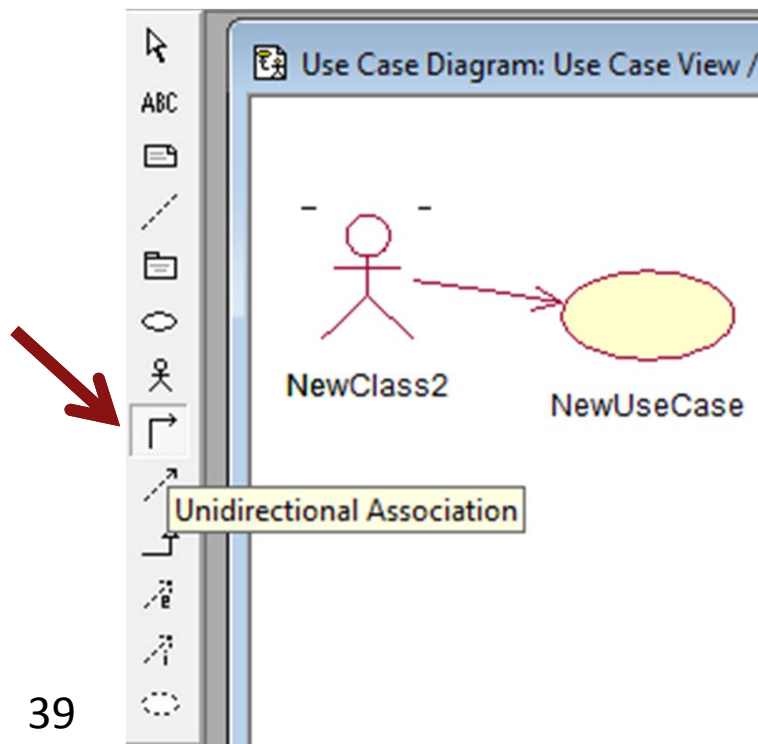 Use Case Diagram: Use Case View /
ABC
NewClass2
NewUseCase
Unidirectional Association
e
i
39